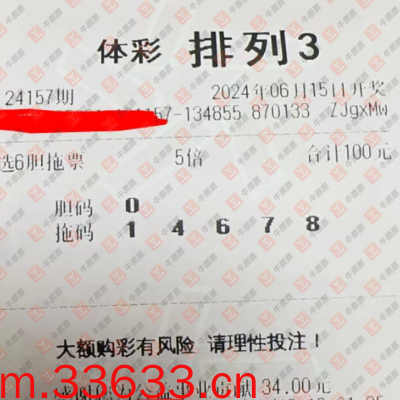 体彩 排列3
24157期 2024年06月15日开奖
57-134855 870133 ZJgxMw
选6胆拖票 5倍 合计100元
胆码 0
拖码 1 4 6 7 8
大额购彩有风险 请理性投注！
m.33633.cn
贡献 34.00元